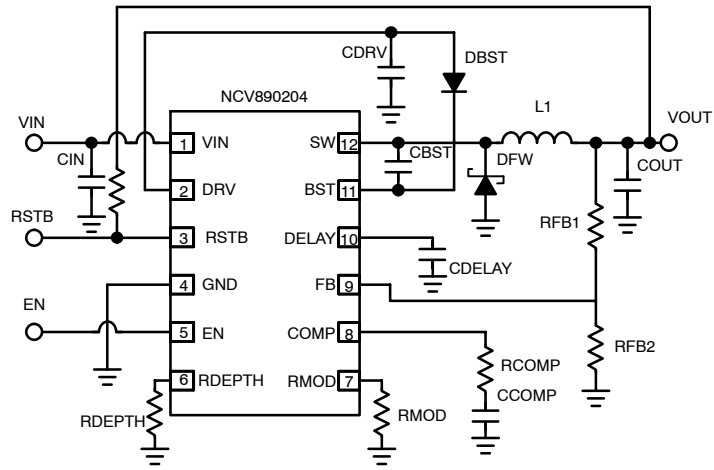 CDRV
DBST
NCV890204
L1
VIN
VOUT
1 VIN
SW 12
CIN
CBST
DFW
COUT
2 DRV
BST 11
RFB1
RSTB
3 RSTB
DELAY 10
CDELAY
4 GND
FB 9
EN
5 EN
COMP 8
RFB2
RCOMP
CCOMP
6 RDEPTH
RMOD 7
RDEPTH
RMOD